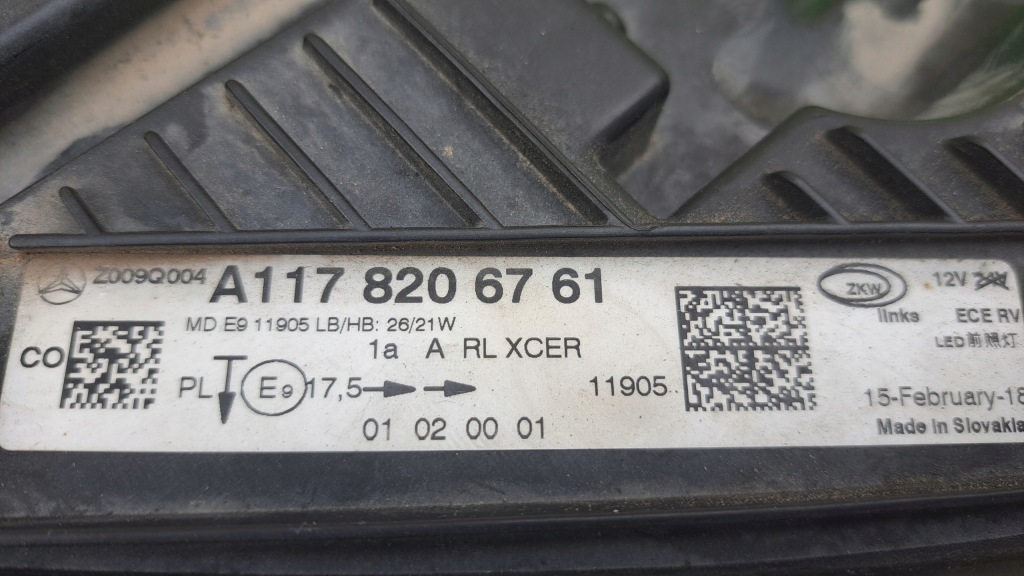 Z009Q004 A117 820 67 61
MD E9 11905 LB/HB: 26/21W
1a A RL XCER
CO
PL E9 17,5
11905
01 02 00 01
ZKW
12V 24V
links ECE RV
LED前照灯
15-February-18
Made in Slovakia